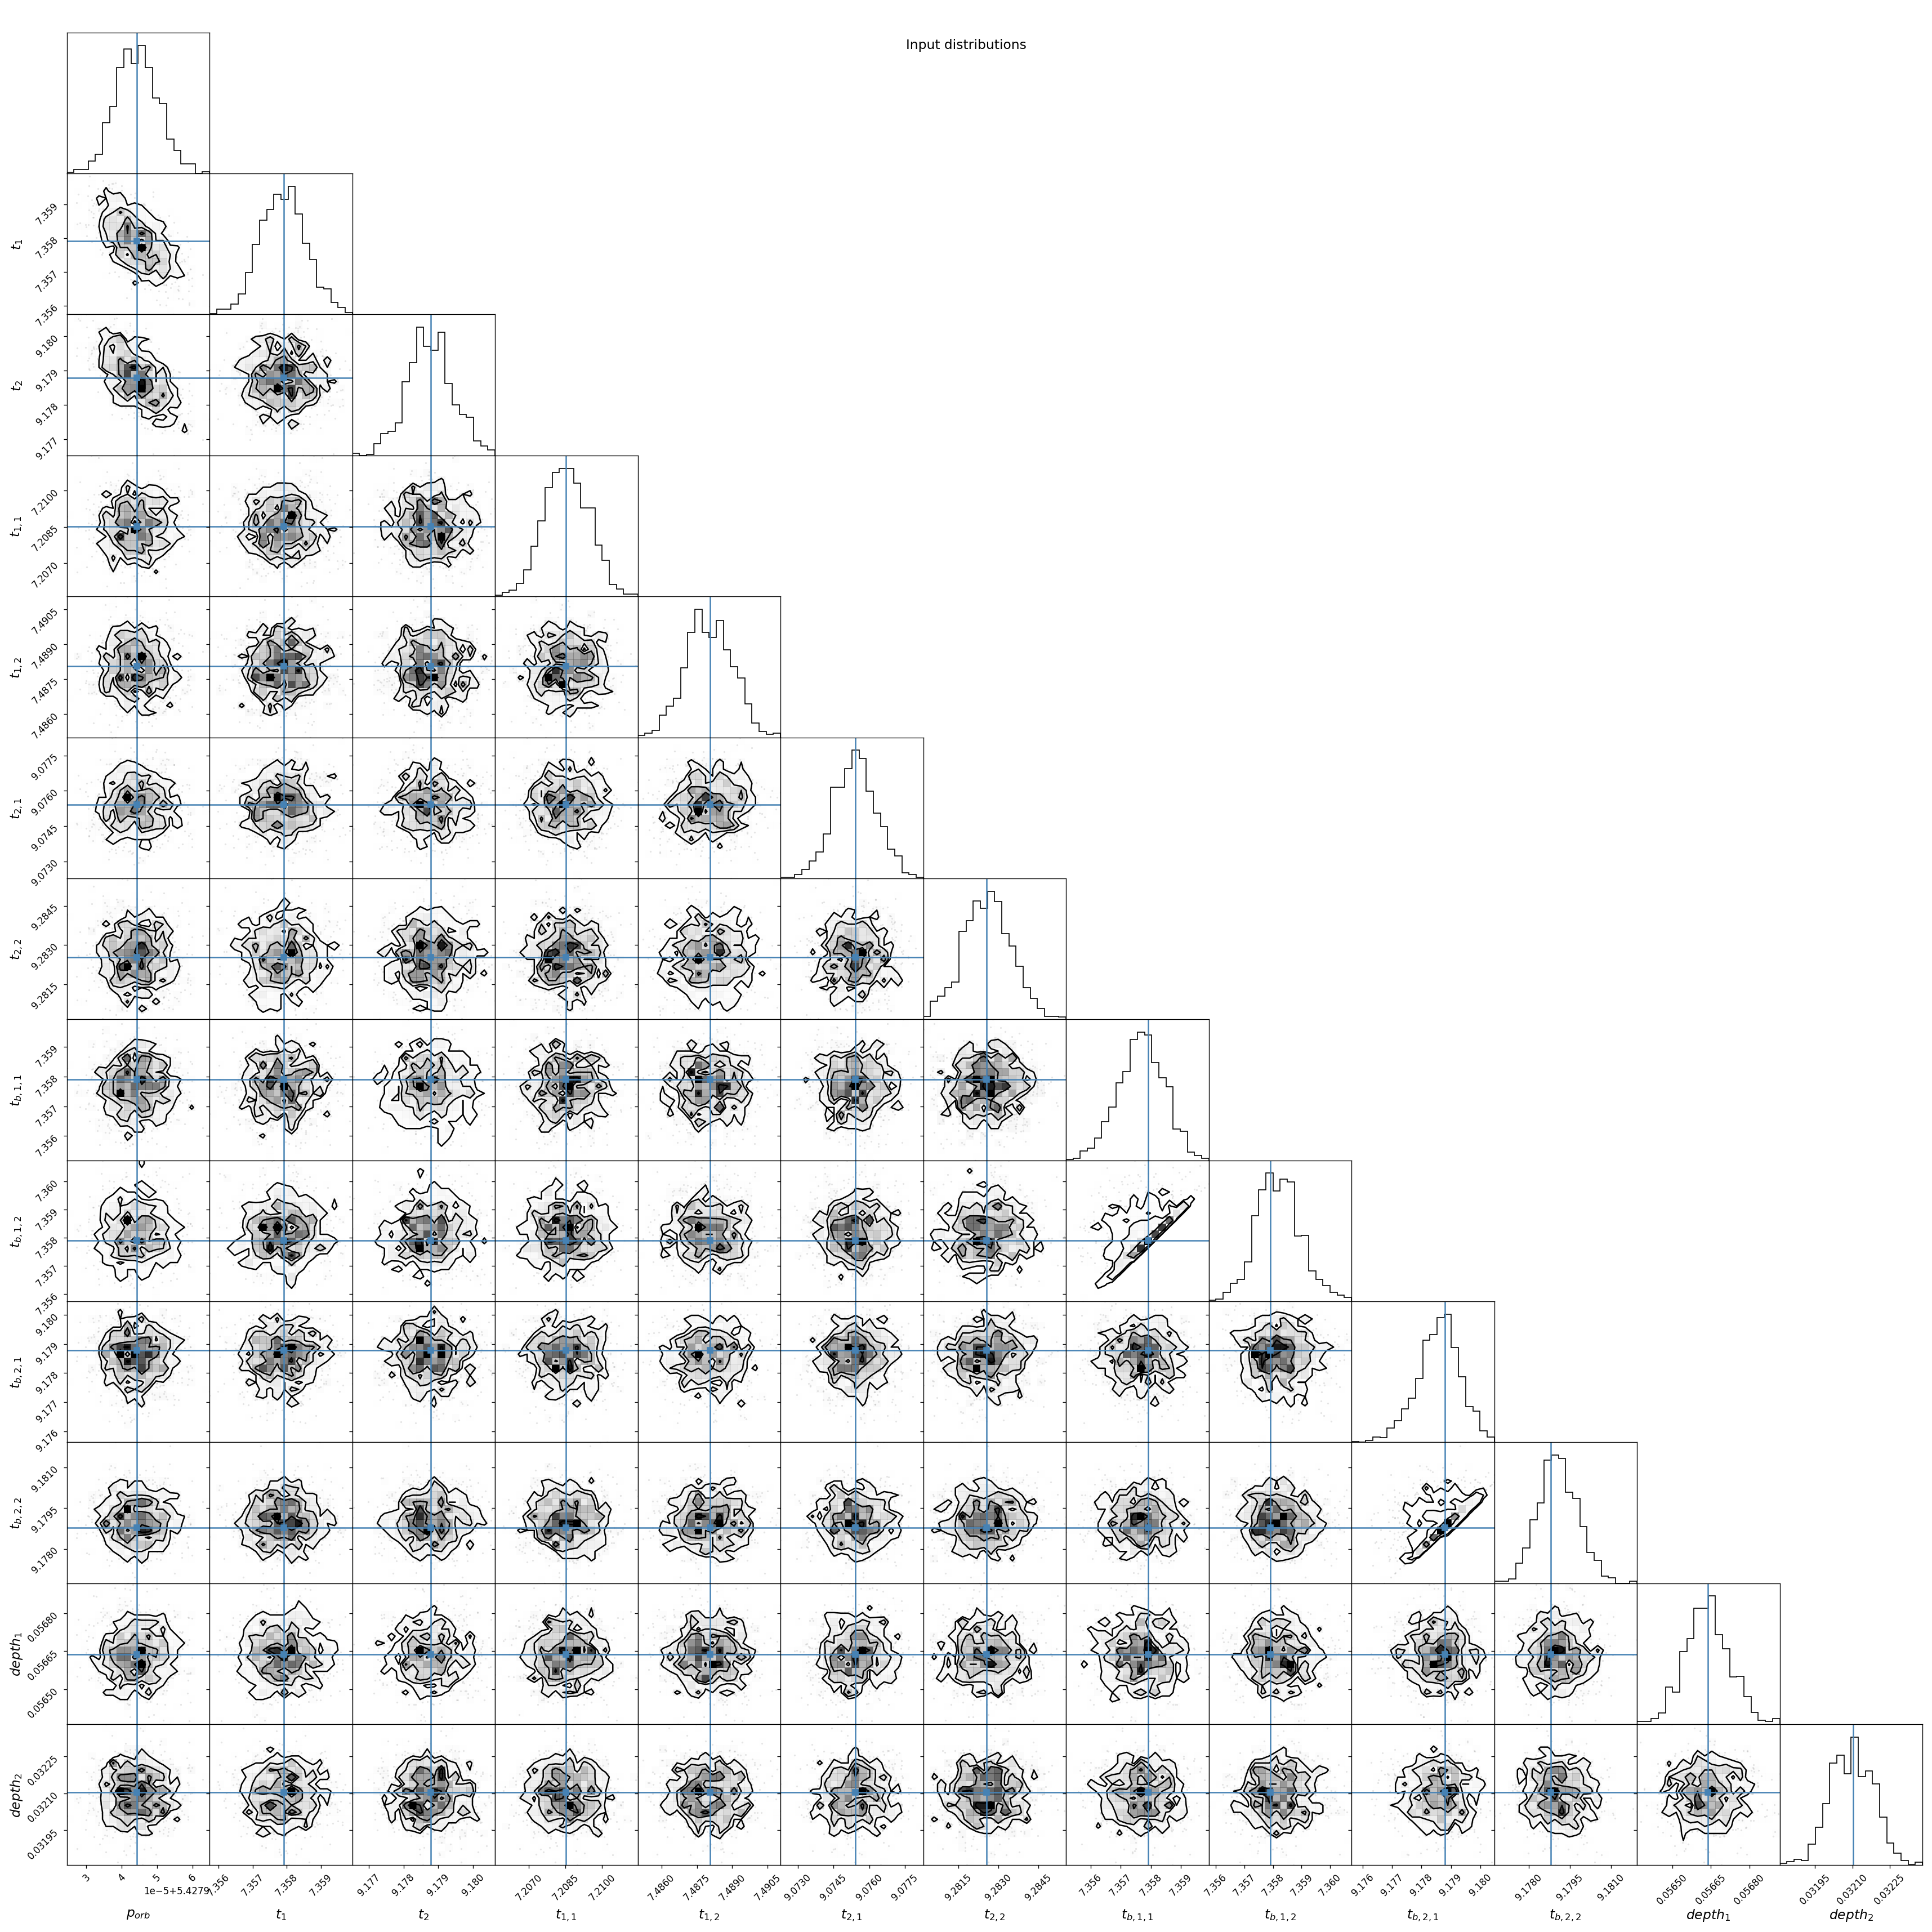 Input distributions
7.359
7.358
7.357
7.356
t1
9.180
9.179
9.178
9.177
t2
7.2100
7.2085
7.2070
t1,1
7.4905
7.4890
7.4875
7.4860
t1,2
9.0775
9.0760
9.0745
9.0730
t2,1
9.2845
9.2830
9.2815
t2,2
7.359
7.358
7.357
7.356
tb,1,1
7.360
7.359
7.358
7.357
7.356
tb,1,2
9.180
9.179
9.178
9.177
9.176
tb,2,1
9.1810
9.1795
9.1780
tb,2,2
0.05680
0.05665
0.05650
depth1
0.03225
0.03210
0.03195
depth2
3 4 5 6
1e-5+5.4279
7.356 7.357 7.358 7.359
9.177 9.178 9.179 9.180
7.2070 7.2085 7.2100
7.4860 7.4875 7.4890 7.4905
9.0730 9.0745 9.0760 9.0775
9.2815 9.2830 9.2845
7.356 7.357 7.358 7.359
7.356 7.357 7.358 7.359 7.360
9.176 9.177 9.178 9.179 9.180
9.1780 9.1795 9.1810
0.05650 0.05665 0.05680
0.03195 0.03210 0.03225
porb t1 t2 t1,1 t1,2 t2,1 t2,2 tb,1,1 tb,1,2 tb,2,1 tb,2,2 depth1 depth2